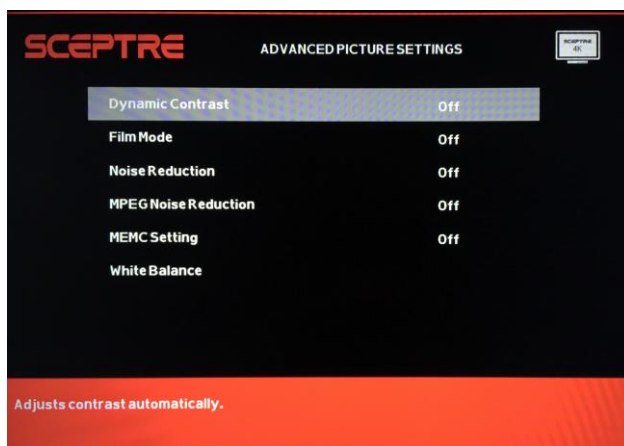 SCEPTRE
ADVANCED PICTURE SETTINGS
SCEPTRE
4K
Dynamic Contrast Off
Film Mode Off
Noise Reduction Off
MPEG Noise Reduction Off
MEMC Setting Off
White Balance
Adjusts contrast automatically.